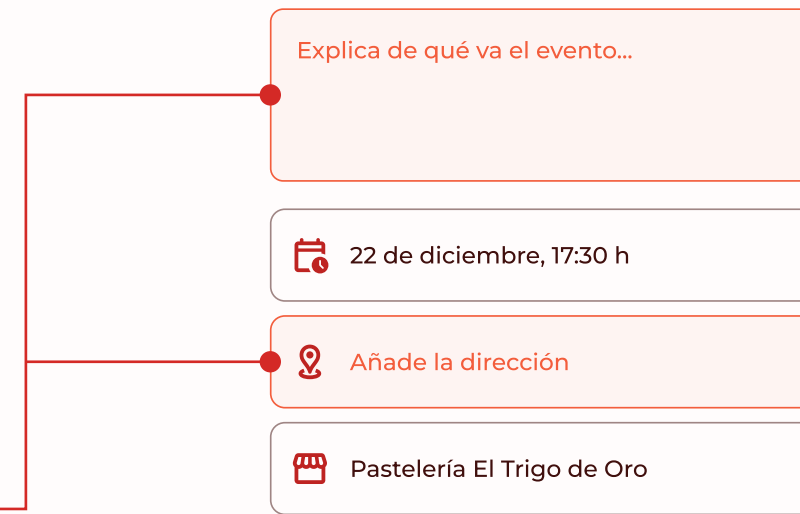 Explica de qué va el evento...
22 de diciembre, 17:30 h
Añade la dirección
Pastelería El Trigo de Oro